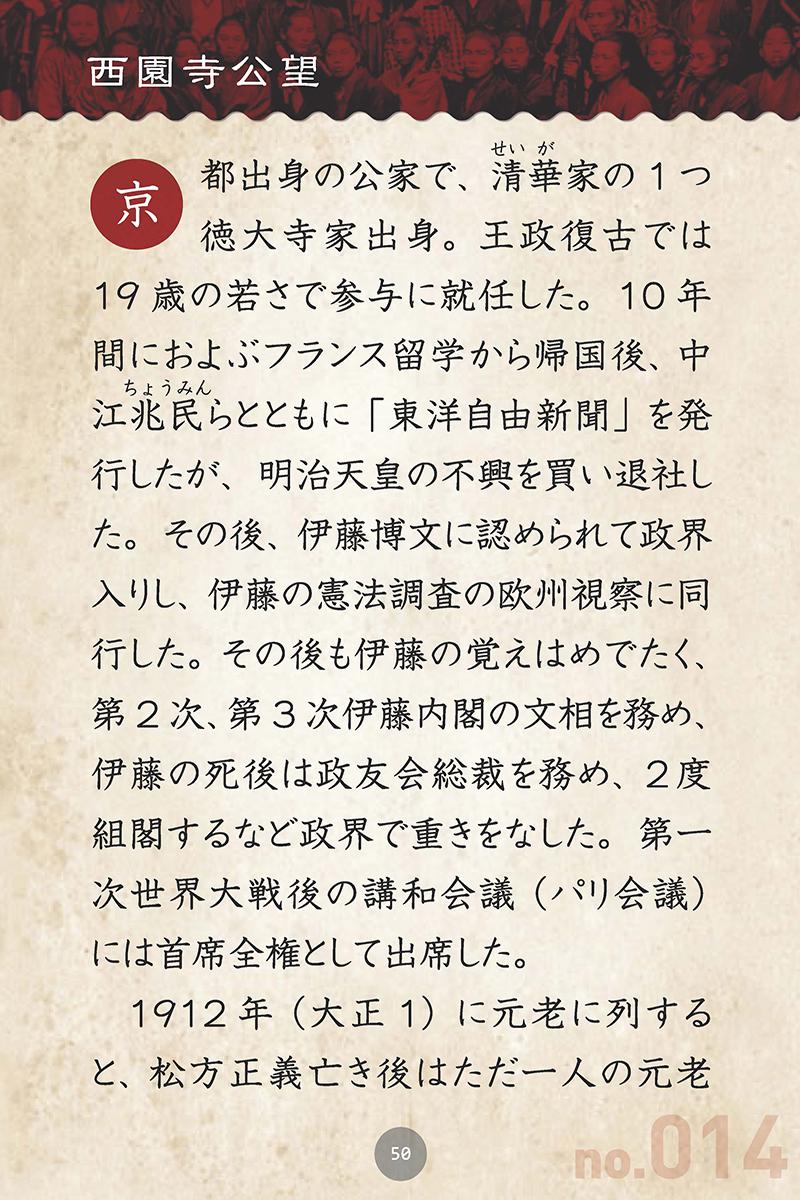 西園寺公望
せい が
京都出身の公家で、清華家の1つ
徳大寺家出身。王政復古では
19歳の若さで参与に就任した。10年
間におよぶフランス留学から帰国後、中
ちょうみん
江兆民らとともに「東洋自由新聞」を発
行したが、明治天皇の不興を買い退社し
た。その後、伊藤博文に認められて政界
入りし、伊藤の憲法調査の欧州視察に同
行した。その後も伊藤の覚えはめでたく、
第2次、第3次伊藤内閣の文相を務め、
伊藤の死後は政友会総裁を務め、2度
組閣するなど政界で重きをなした。第一
次世界大戦後の講和会議（パリ会議）
には首席全権として出席した。
1912年（大正1）に元老に列する
と、松方正義亡き後はただ一人の元老
50
no.014